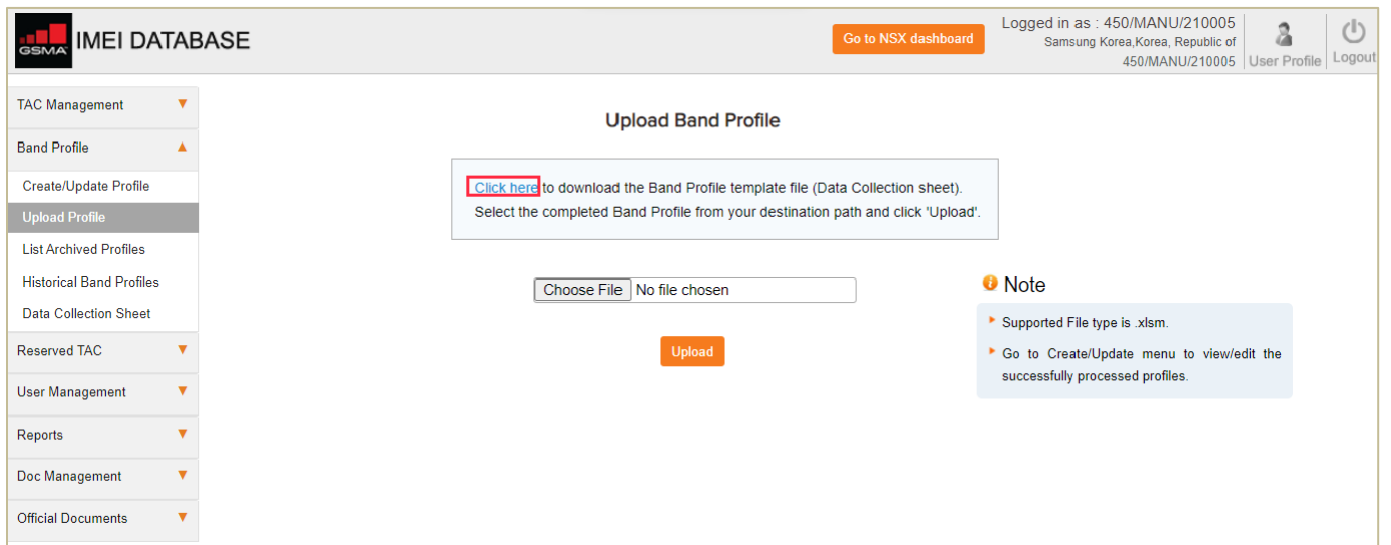 GSMA
IMEI DATABASE
Go to NSX dashboard
Logged in as : 450/MANU/210005
Samsung Korea,Korea, Republic of
450/MANU/210005
User Profile
Logout
TAC Management
Band Profile
Create/Update Profile
Upload Profile
List Archived Profiles
Historical Band Profiles
Data Collection Sheet
Reserved TAC
User Management
Reports
Doc Management
Official Documents
Upload Band Profile
Click here to download the Band Profile template file (Data Collection sheet).
Select the completed Band Profile from your destination path and click 'Upload'.
Choose File No file chosen
Upload
Note
Supported File type is .xlsm.
Go to Create/Update menu to view/edit the
successfully processed profiles.